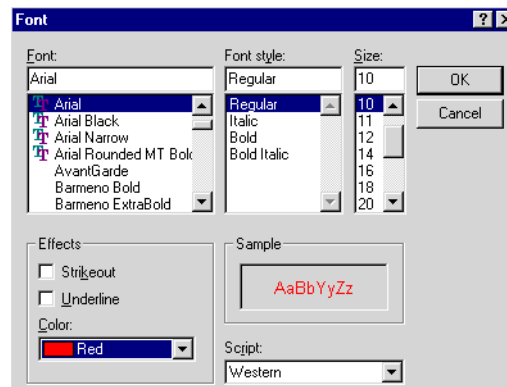 Font
Font:
Arial
Arial
Arial Black
Arial Narrow
Arial Rounded MT Bold
AvantGarde
Barmeno Bold
Barmeno ExtraBold
Font style:
Regular
Regular
Italic
Bold
Bold Italic
Size:
10
10
11
12
14
16
18
20
OK
Cancel
Effects
Strikeout
Underline
Color:
Red
Sample
AaBbYyZz
Script:
Western